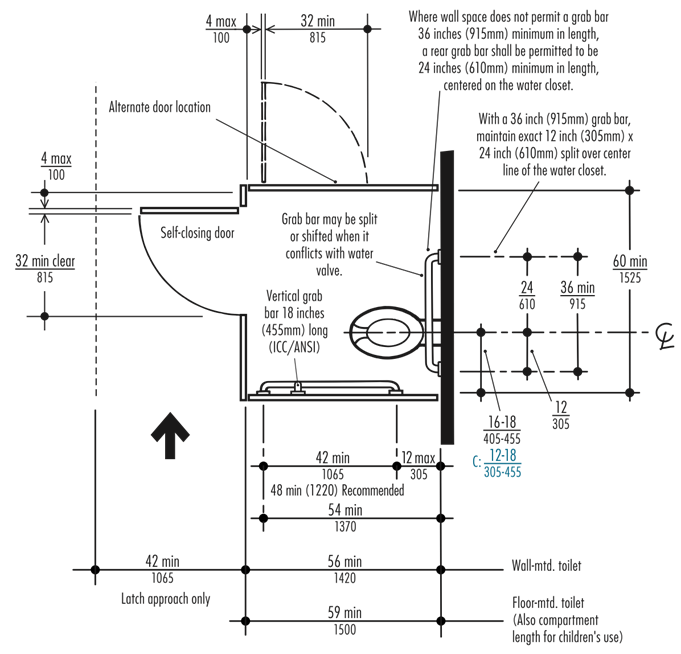 4 max
100
32 min
815
Where wall space does not permit a grab bar
36 inches (915mm) minimum in length,
a rear grab bar shall be permitted to be
24 inches (610mm) minimum in length,
centered on the water closet.
Alternate door location
With a 36 inch (915mm) grab bar,
maintain exact 12 inch (305mm) x
24 inch (610mm) split over center
line of the water closet.
4 max
100
Self-closing door
32 min clear
815
Grab bar may be split
or shifted when it
conflicts with water
valve.
Vertical grab
bar 18 inches
(455mm) long
(ICC/ANSI)
24
610
36 min
915
60 min
1525
CL
16-18
405-455
C: 12-18
305-455
12
305
42 min
1065
12 max
305
48 min (1220) Recommended
54 min
1370
42 min
1065
56 min
1420
Wall-mtd. toilet
Latch approach only
59 min
1500
Floor-mtd. toilet
(Also compartment
length for children's use)